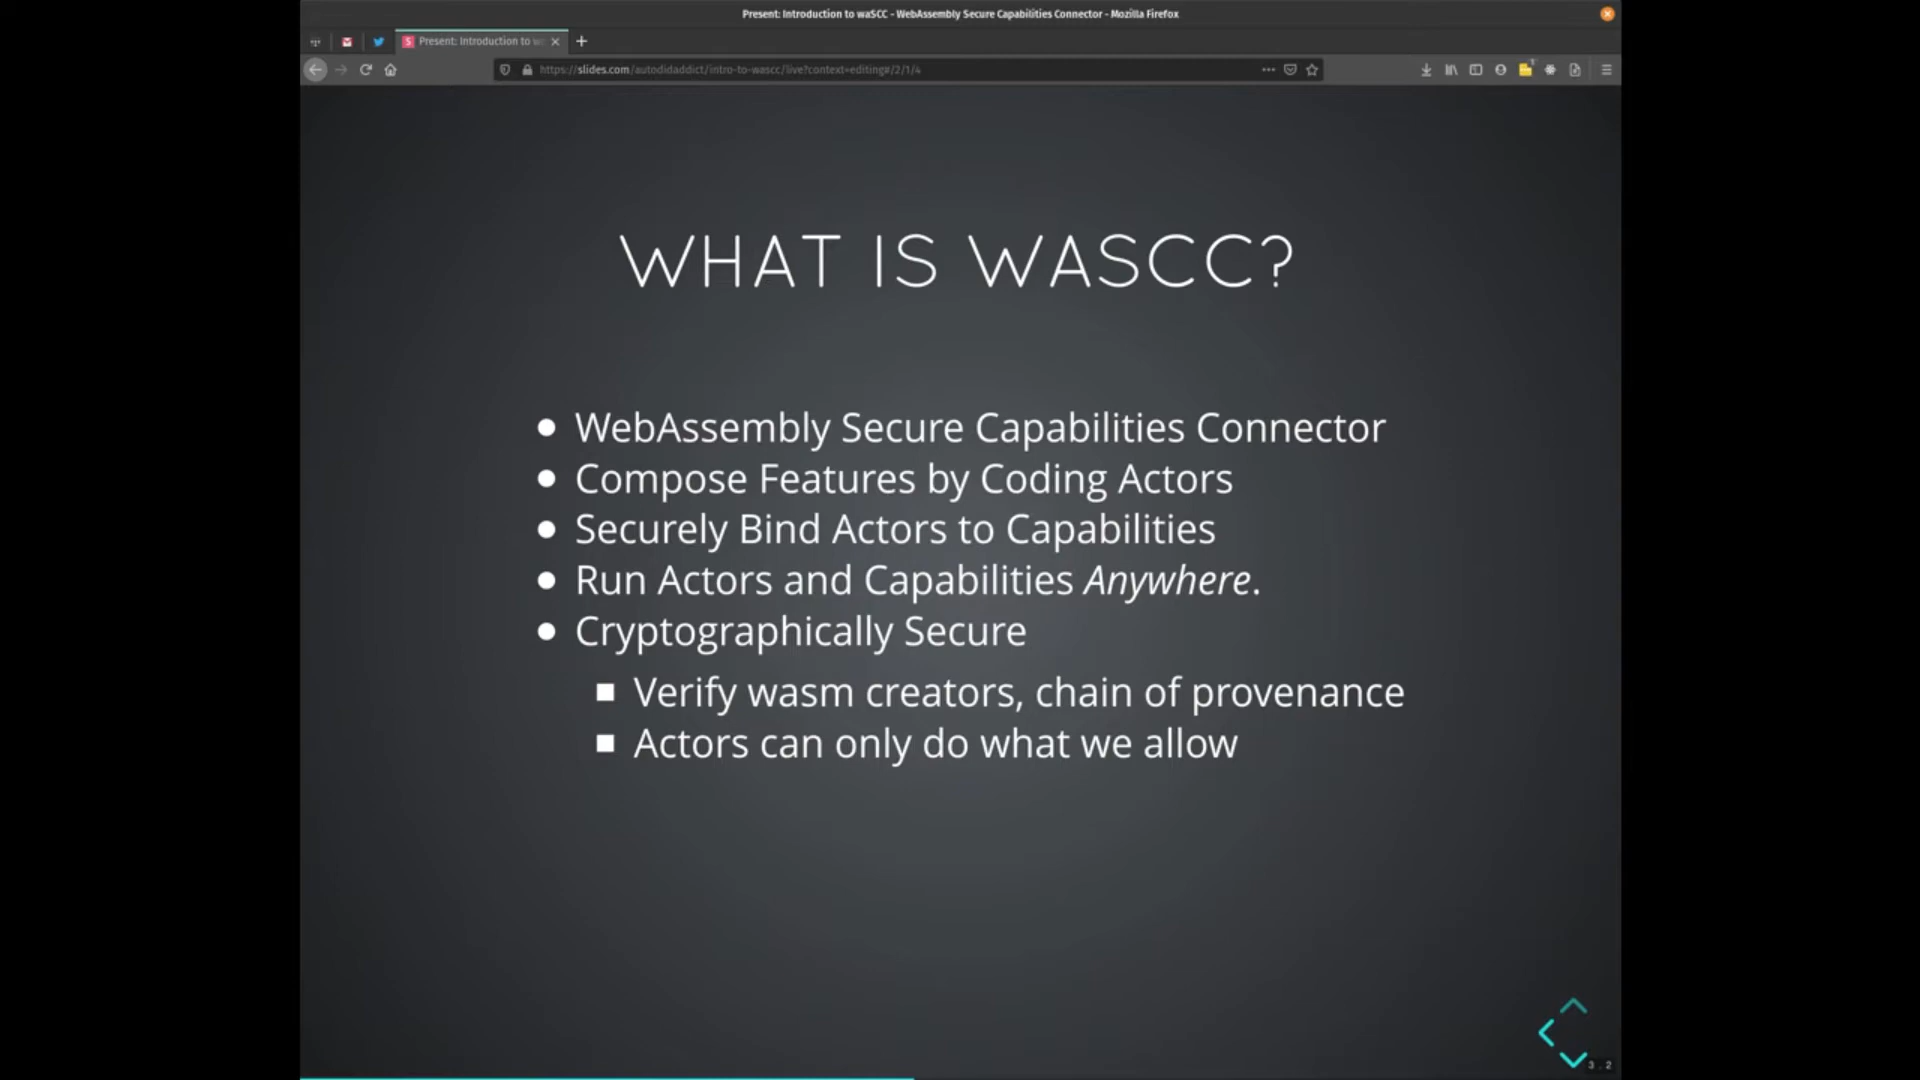 Present: Introduction to waSCC - WebAssembly Secure Capabilities Connector - Mozilla Firefox
Present: Introduction to
https://slides.com/autodidaddict/intro-to-wascc/live?context=editing#/2/1/4
WHAT IS WASCC?
WebAssembly Secure Capabilities Connector
Compose Features by Coding Actors
Securely Bind Actors to Capabilities
Run Actors and Capabilities Anywhere.
Cryptographically Secure
Verify wasm creators, chain of provenance
Actors can only do what we allow
3.2